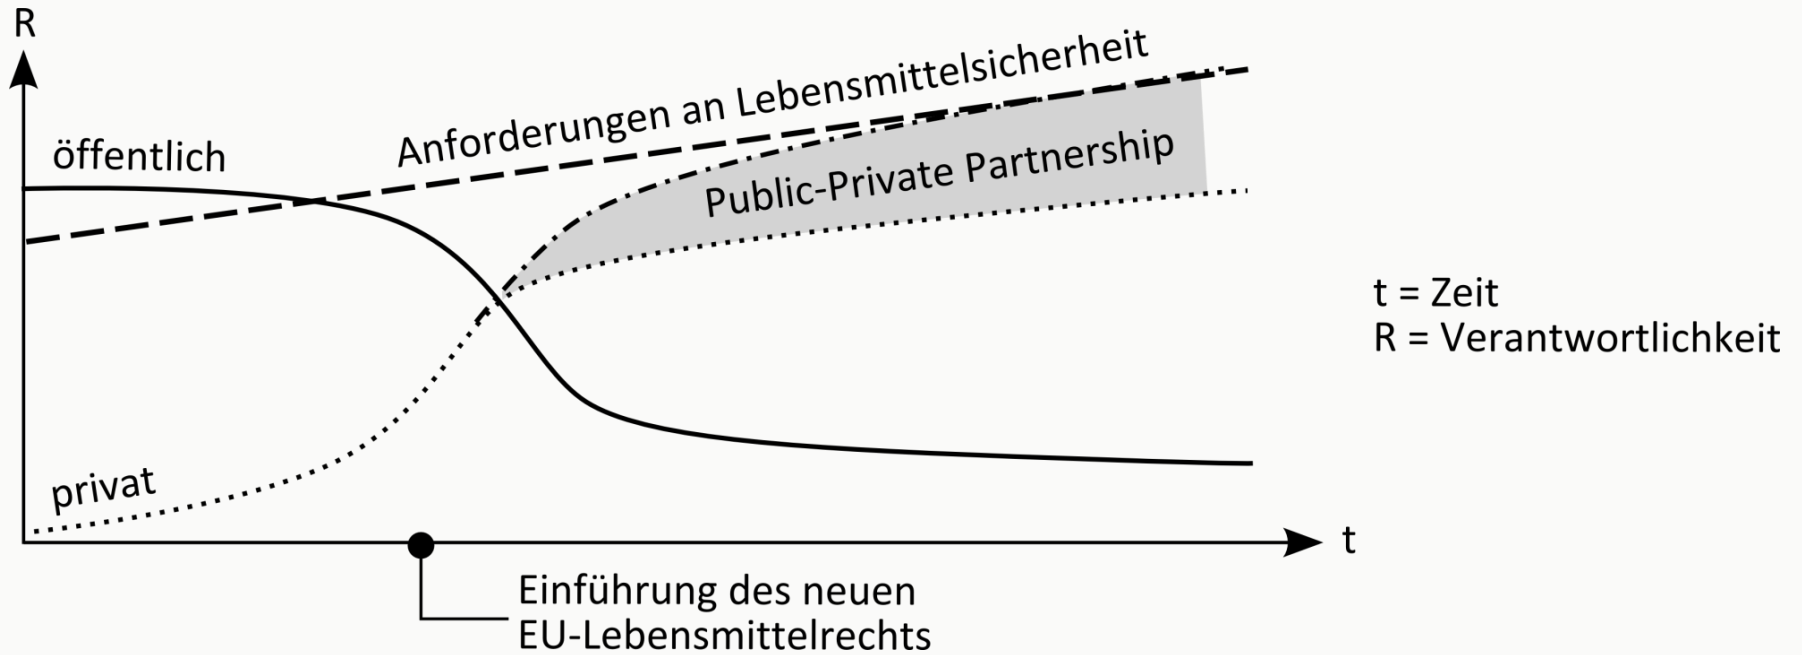 R
Anforderungen an Lebensmittelsicherheit
öffentlich
Public-Private Partnership
t = Zeit
R = Verantwortlichkeit
privat
t
Einführung des neuen
EU-Lebensmittelrechts